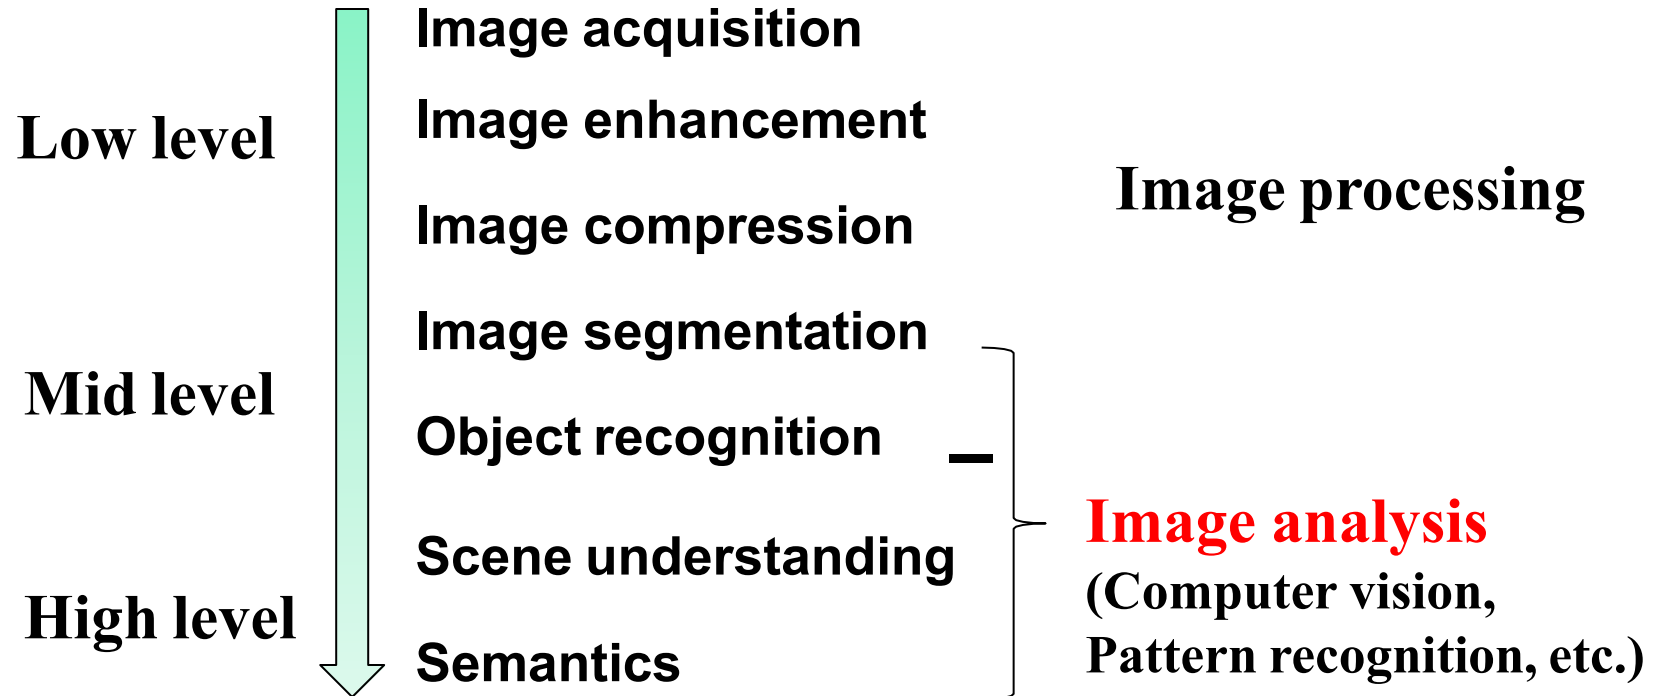 Low level
Mid level
High level
Image acquisition
Image enhancement
Image compression
Image segmentation
Object recognition
Scene understanding
Semantics
Image processing
Image analysis
(Computer vision,
Pattern recognition, etc.)